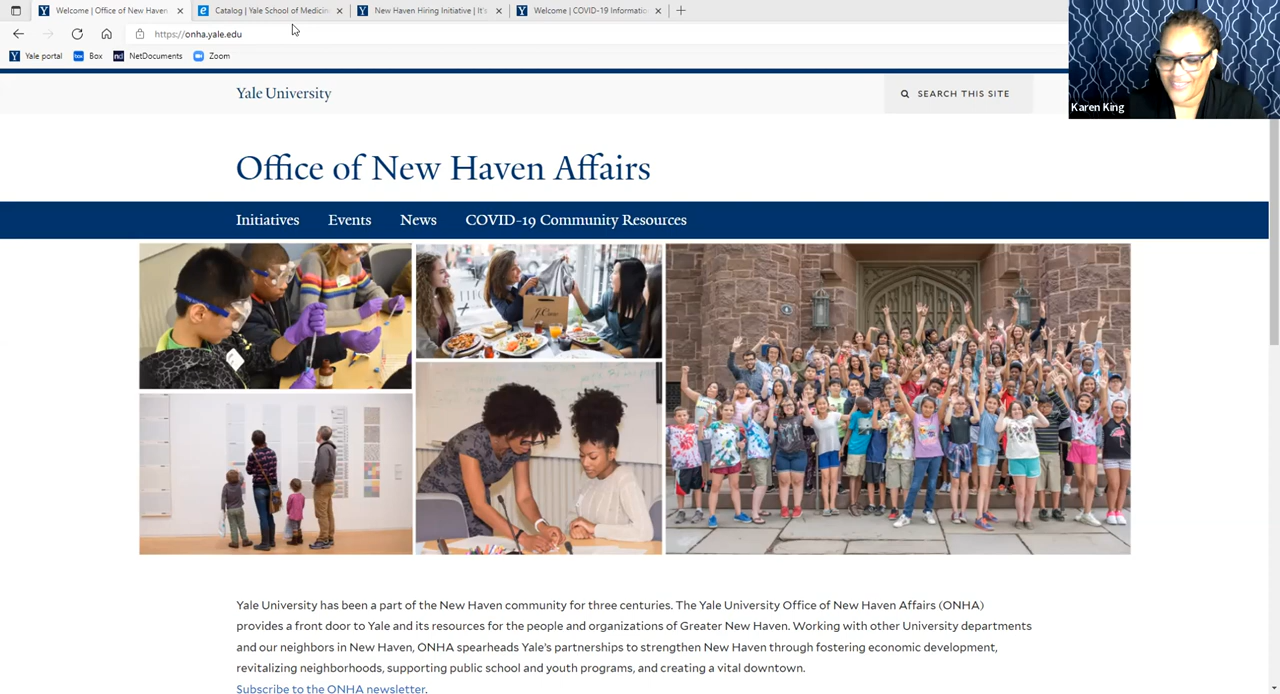 Welcome | Office of New Haven
Catalog | Yale School of Medicin
New Haven Hiring Initiative | It's
Welcome | COVID-19 Informatio
https://onha.yale.edu
Yale portal
Box
NetDocuments
Zoom
Karen King
Yale University
SEARCH THIS SITE
Office of New Haven Affairs
Initiatives
Events
News
COVID-19 Community Resources
J.Crew
Yale University has been a part of the New Haven community for three centuries. The Yale University Office of New Haven Affairs (ONHA)
provides a front door to Yale and its resources for the people and organizations of Greater New Haven. Working with other University departments
and our neighbors in New Haven, ONHA spearheads Yale's partnerships to strengthen New Haven through fostering economic development,
revitalizing neighborhoods, supporting public school and youth programs, and creating a vital downtown.
Subscribe to the ONHA newsletter.